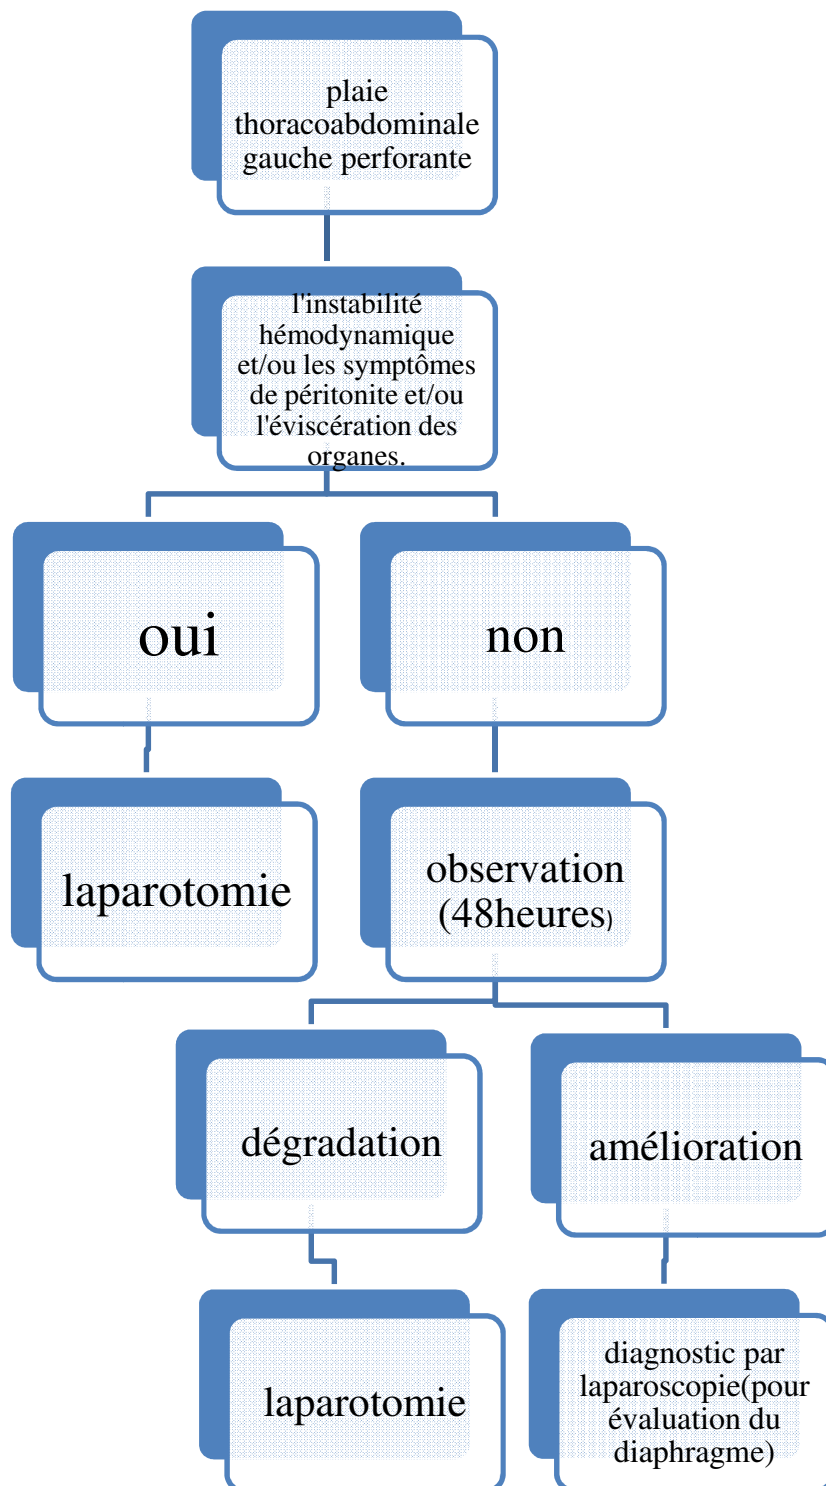 plaie
thoracoabdominale
gauche perforante
l'instabilité
hémodynamique
et/ou les symptômes
de péritonite et/ou
l'éviscération des
organes.
oui
non
laparotomie
observation
(48heures)
dégradation
amélioration
laparotomie
diagnostic par
laparoscopie(pour
évaluation du
diaphragme)